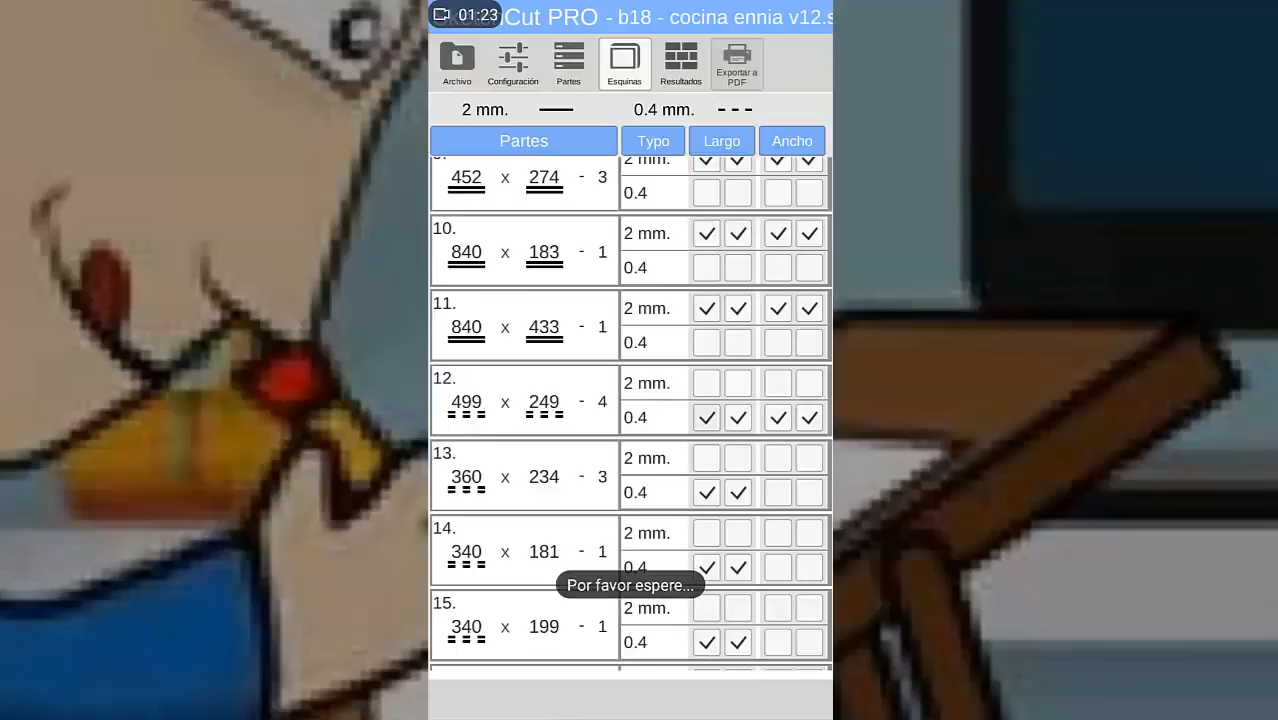 01:23
Cut PRO - b18 - cocina ennia v12.s
Archivo
Configuración
Partes
Esquinas
Resultados
Exportar a
PDF
2 mm.
0.4 mm.
Partes
Typo
Largo
Ancho
2 mm.
452 x 274 - 3
0.4
10.
2 mm.
840 x 183 - 1
0.4
11.
2 mm.
840 x 433 - 1
0.4
12.
2 mm.
499 x 249 - 4
0.4
13.
2 mm.
360 x 234 - 3
0.4
14.
2 mm.
340 x 181 - 1
0.4
Por favor espere...
15.
2 mm.
340 x 199 - 1
0.4